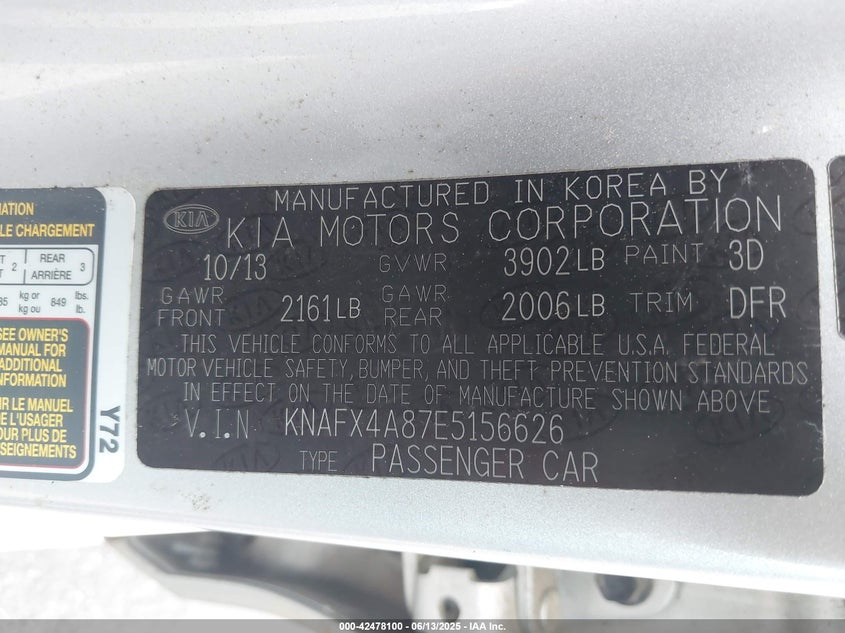 MATION
LE CHARGEMENT
2
REAR 3
ARRIÈRE
kg or 849 lbs.
kg ou lb.
SEE OWNER'S
MANUAL FOR
ADDITIONAL
INFORMATION
LE MANUEL
L'USAGER
POUR PLUS DE
Y72
MANUFACTURED IN KOREA BY
KIA KIA MOTORS CORPORATION
10/13 GVWR 3902LB PAINT 3D
GAWR FRONT 2161LB GAWR REAR 2006LB TRIM DFR
THIS VEHICLE CONFORMS TO ALL APPLICABLE U.S.A. FEDERAL
MOTOR VEHICLE SAFETY, BUMPER, AND THEFT PREVENTION STANDARDS
IN EFFECT ON THE DATE OF MANUFACTURE SHOWN ABOVE
V.I.N KNAFX4A87E5156626
TYPE PASSENGER CAR
000-42478100 - 06/13/2025 - IAA Inc.